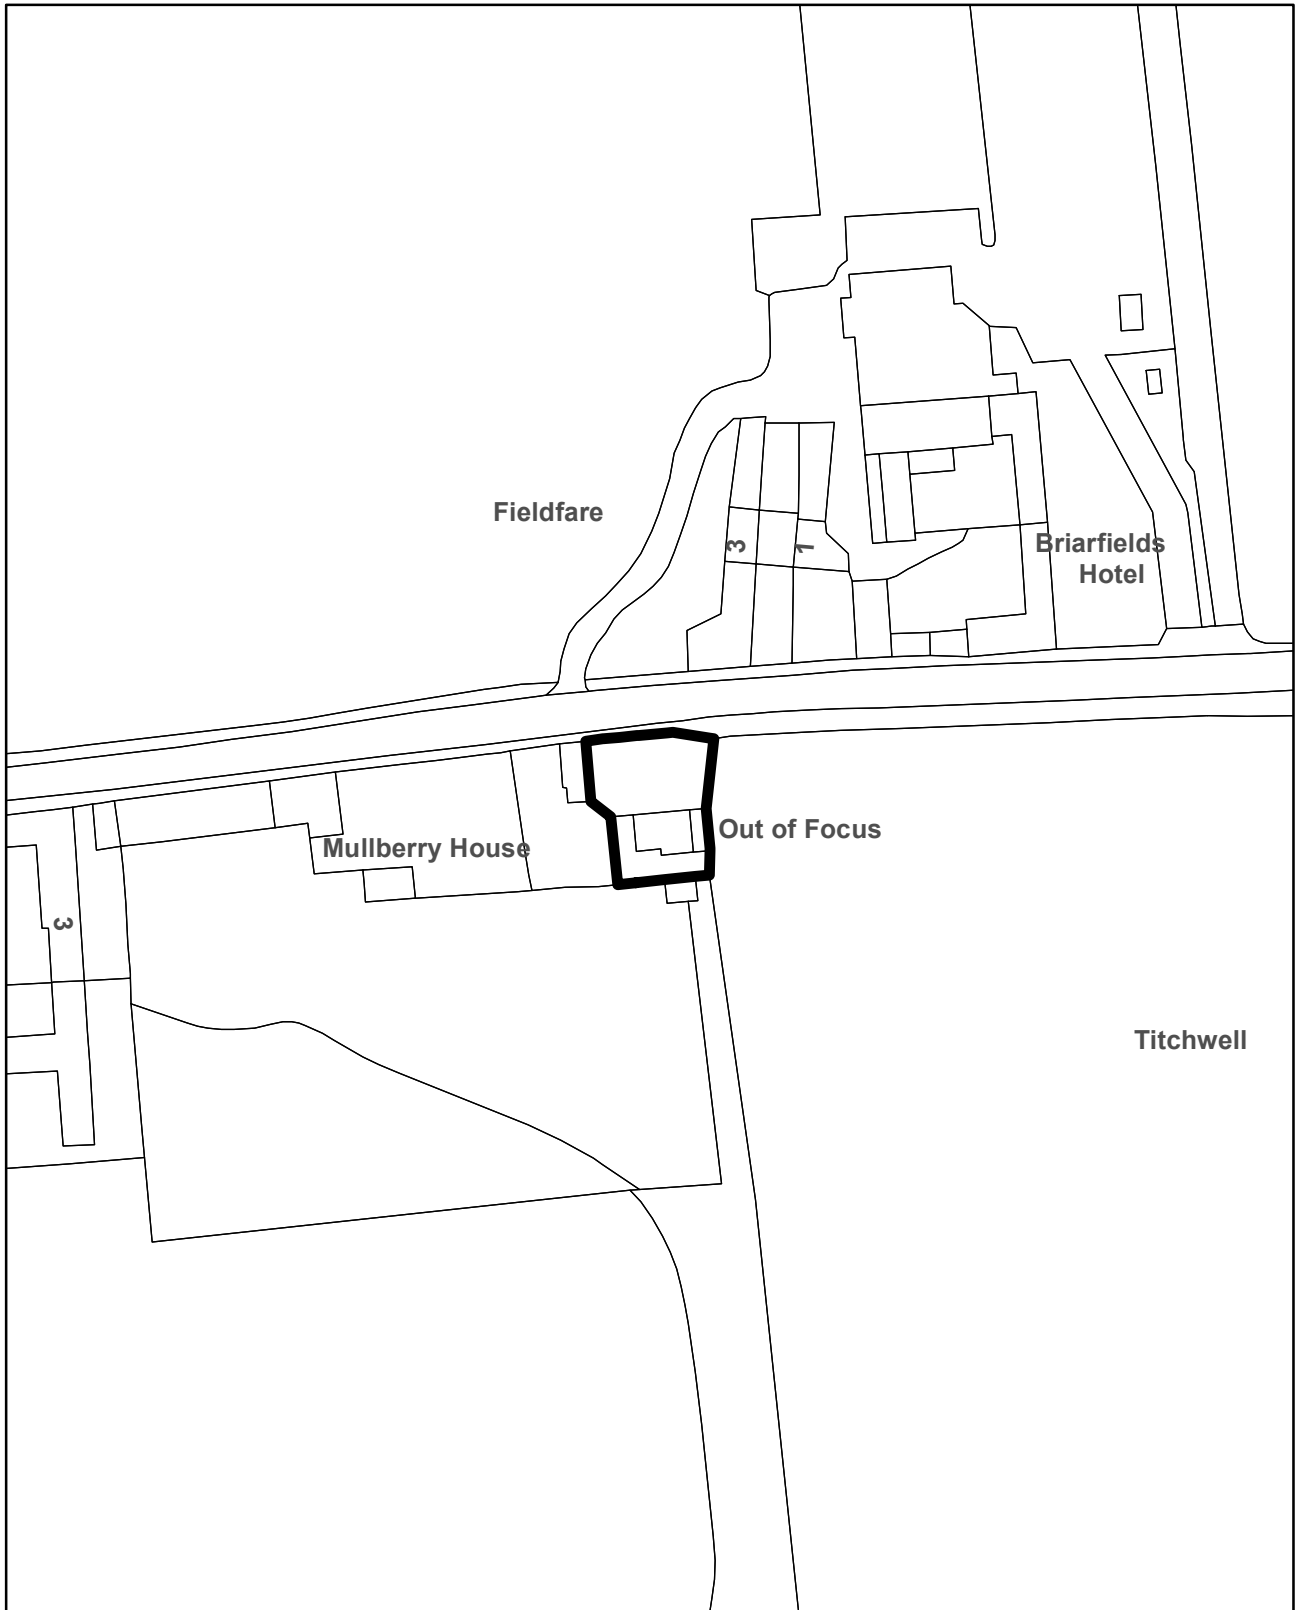 Fieldfare
3
1
Briarfields
Hotel
Out of Focus
Mullberry House
3
Titchwell